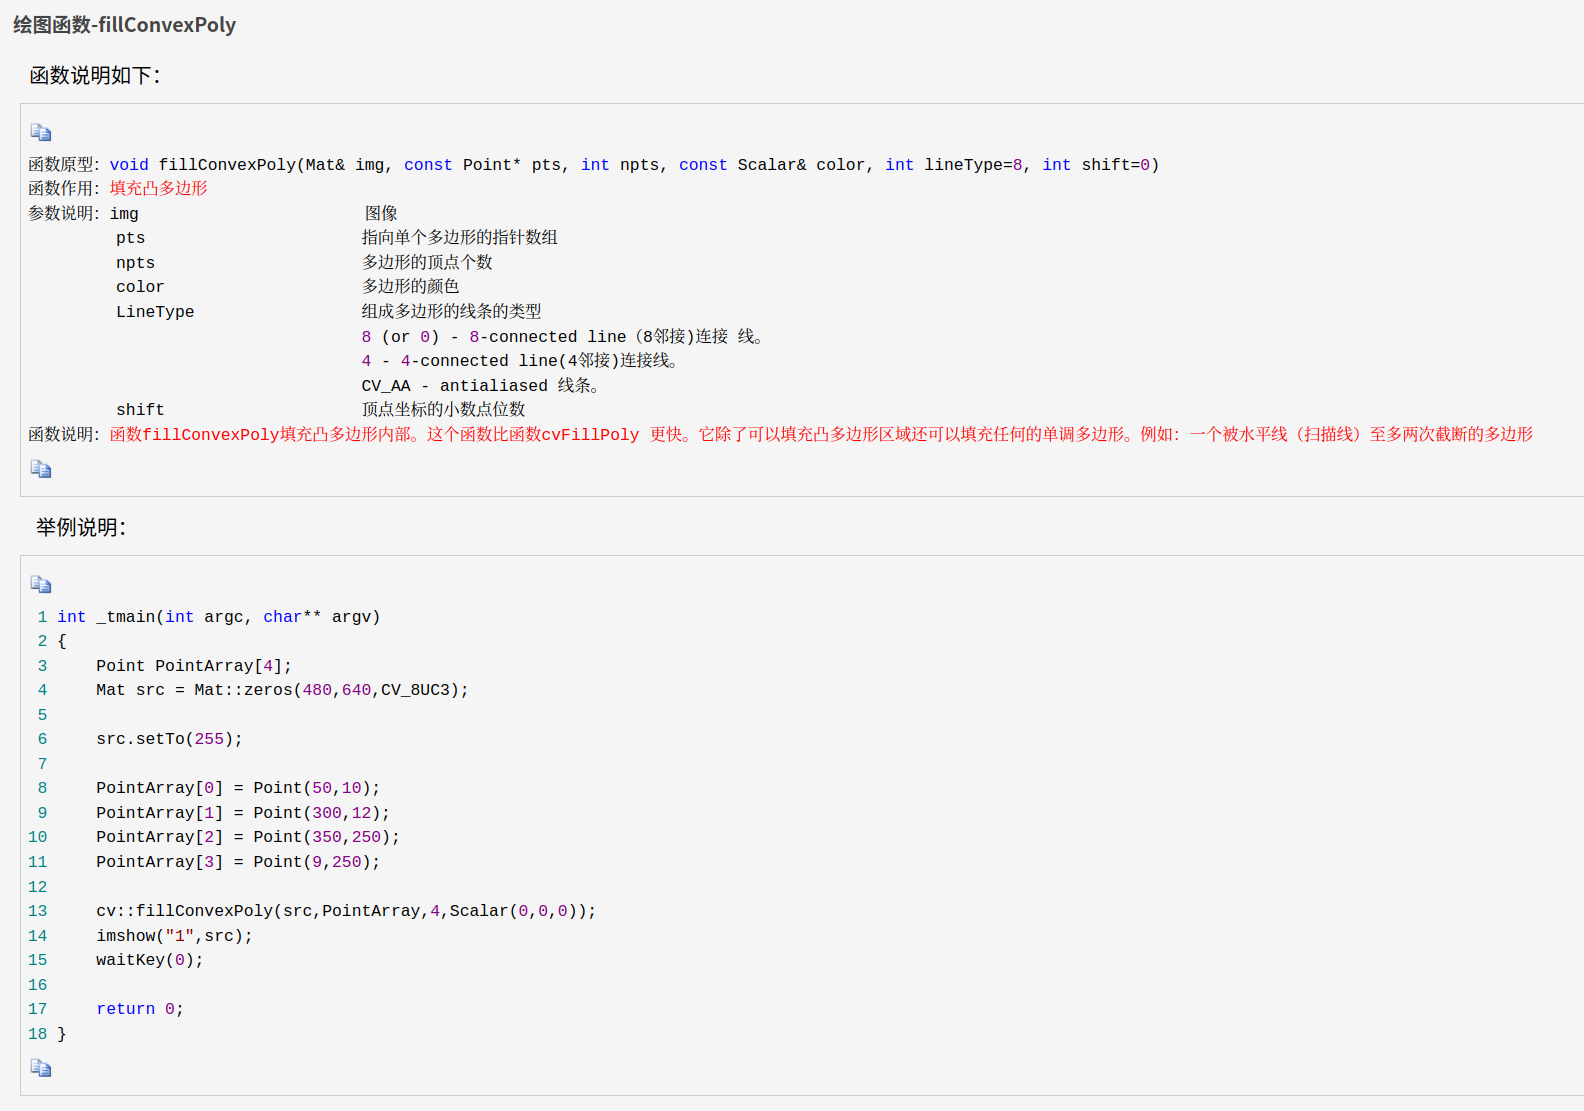 绘图函数-fillConvexPoly
函数说明如下：
函数原型：void fillConvexPoly(Mat& img, const Point* pts, int npts, const Scalar& color, int lineType=8, int shift=0)
函数作用：填充凸多边形
参数说明：img 图像
pts 指向单个多边形的指针数组
npts 多边形的顶点个数
color 多边形的颜色
LineType 组成多边形的线条的类型
8 (or 0) - 8-connected line（8邻接)连接 线。
4 - 4-connected line(4邻接)连接线。
CV_AA - antialiased 线条。
shift 顶点坐标的小数点位数
函数说明：函数fillConvexPoly填充凸多边形内部。这个函数比函数cvFillPoly 更快。它除了可以填充凸多边形区域还可以填充任何的单调多边形。例如：一个被水平线（扫描线）至多两次截断的多边形
举例说明：
1 int _tmain(int argc, char** argv)
2 {
3 Point PointArray[4];
4 Mat src = Mat::zeros(480,640,CV_8UC3);
5
6 src.setTo(255);
7
8 PointArray[0] = Point(50,10);
9 PointArray[1] = Point(300,12);
10 PointArray[2] = Point(350,250);
11 PointArray[3] = Point(9,250);
12
13 cv::fillConvexPoly(src,PointArray,4,Scalar(0,0,0));
14 imshow("1",src);
15 waitKey(0);
16
17 return 0;
18 }